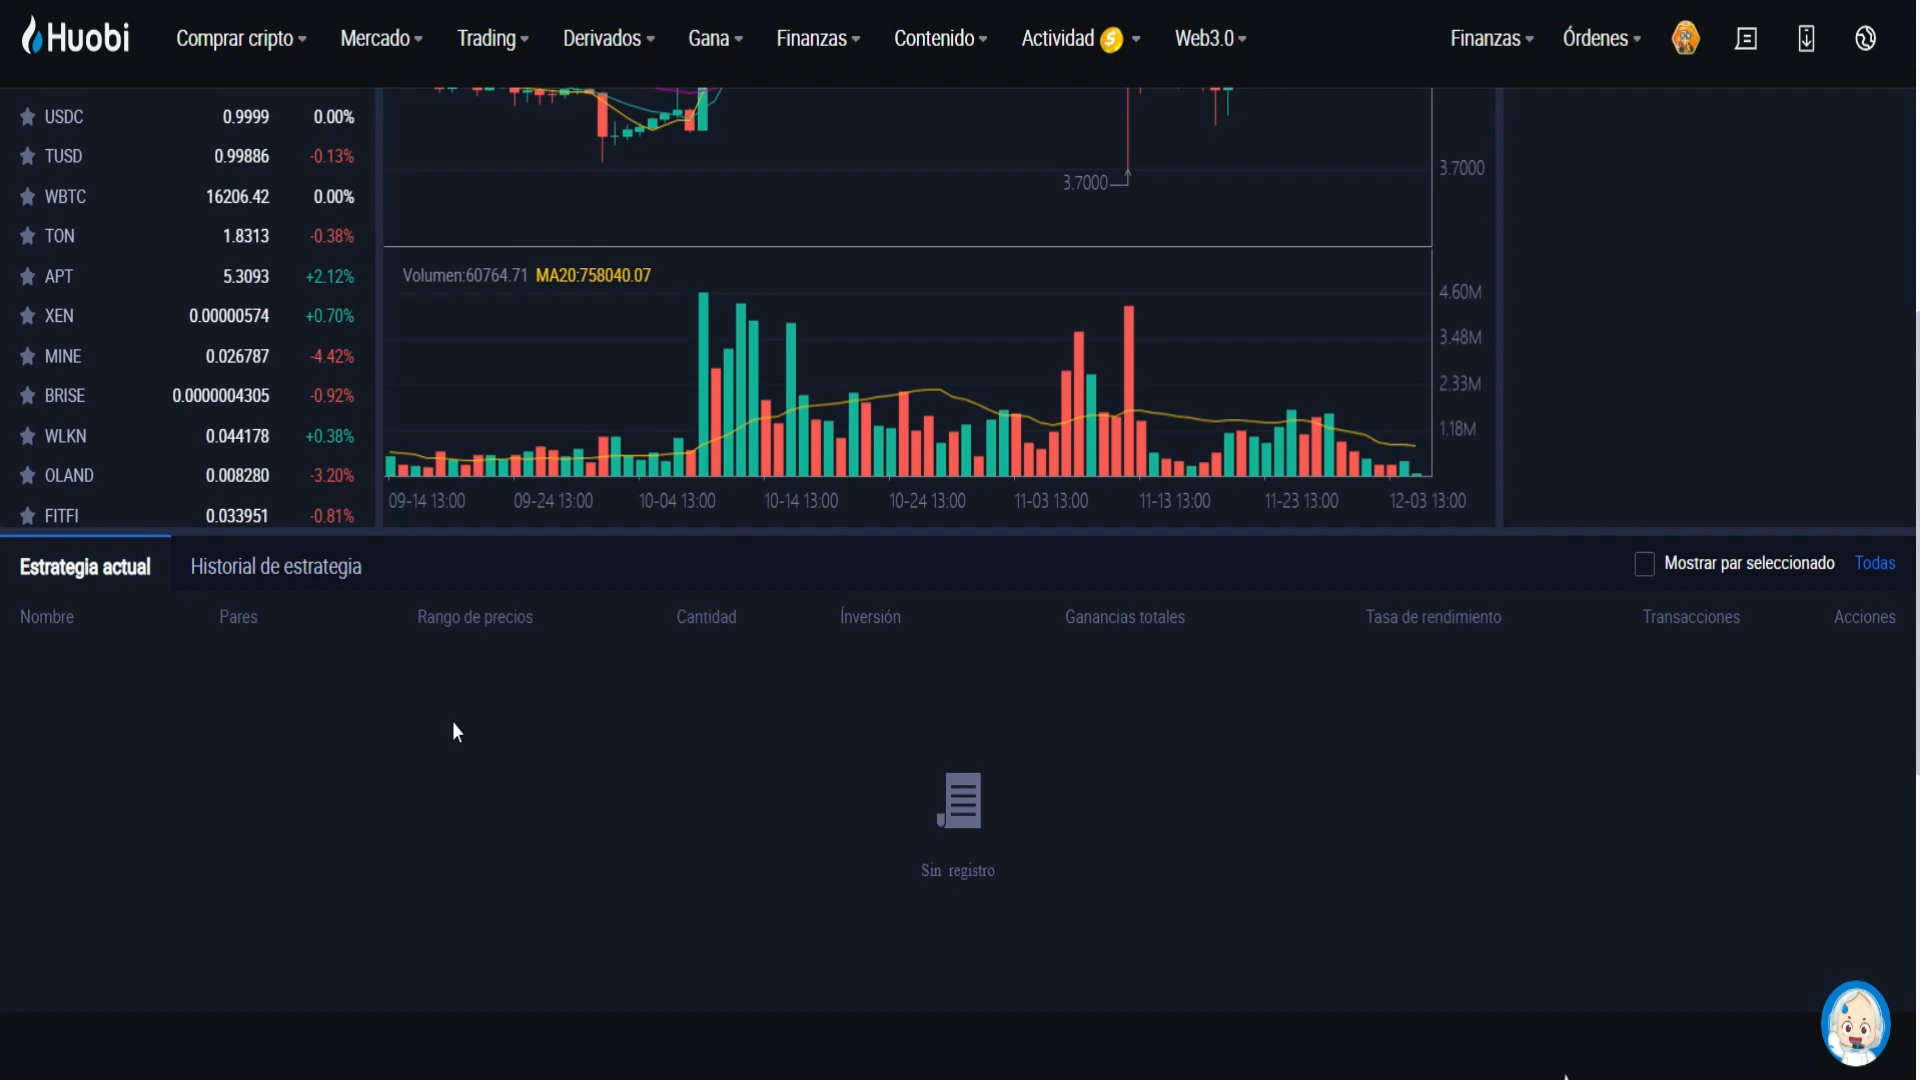 Huobi Comprar cripto Mercado Trading Derivados Gana Finanzas Contenido Actividad $ Web3.0 Finanzas Órdenes
USDC 0.9999 0.00%
TUSD 0.99886 -0.13%
WBTC 16206.42 0.00%
TON 1.8313 -0.38%
APT 5.3093 +2.12%
XEN 0.00000574 +0.70%
MINE 0.026787 -4.42%
BRISE 0.0000004305 -0.92%
WLKN 0.044178 +0.38%
OLAND 0.008280 -3.20%
FITFI 0.033951 -0.81%
3.7000
3.7000
Volumen:60764.71 MA20:758040.07
4.60M
3.48M
2.33M
1.18M
09-14 13:00 09-24 13:00 10-04 13:00 10-14 13:00 10-24 13:00 11-03 13:00 11-13 13:00 11-23 13:00 12-03 13:00
Estrategia actual Historial de estrategia Mostrar par seleccionado Todas
Nombre Pares Rango de precios Cantidad Ínversión Ganancias totales Tasa de rendimiento Transacciones Acciones
Sin registro